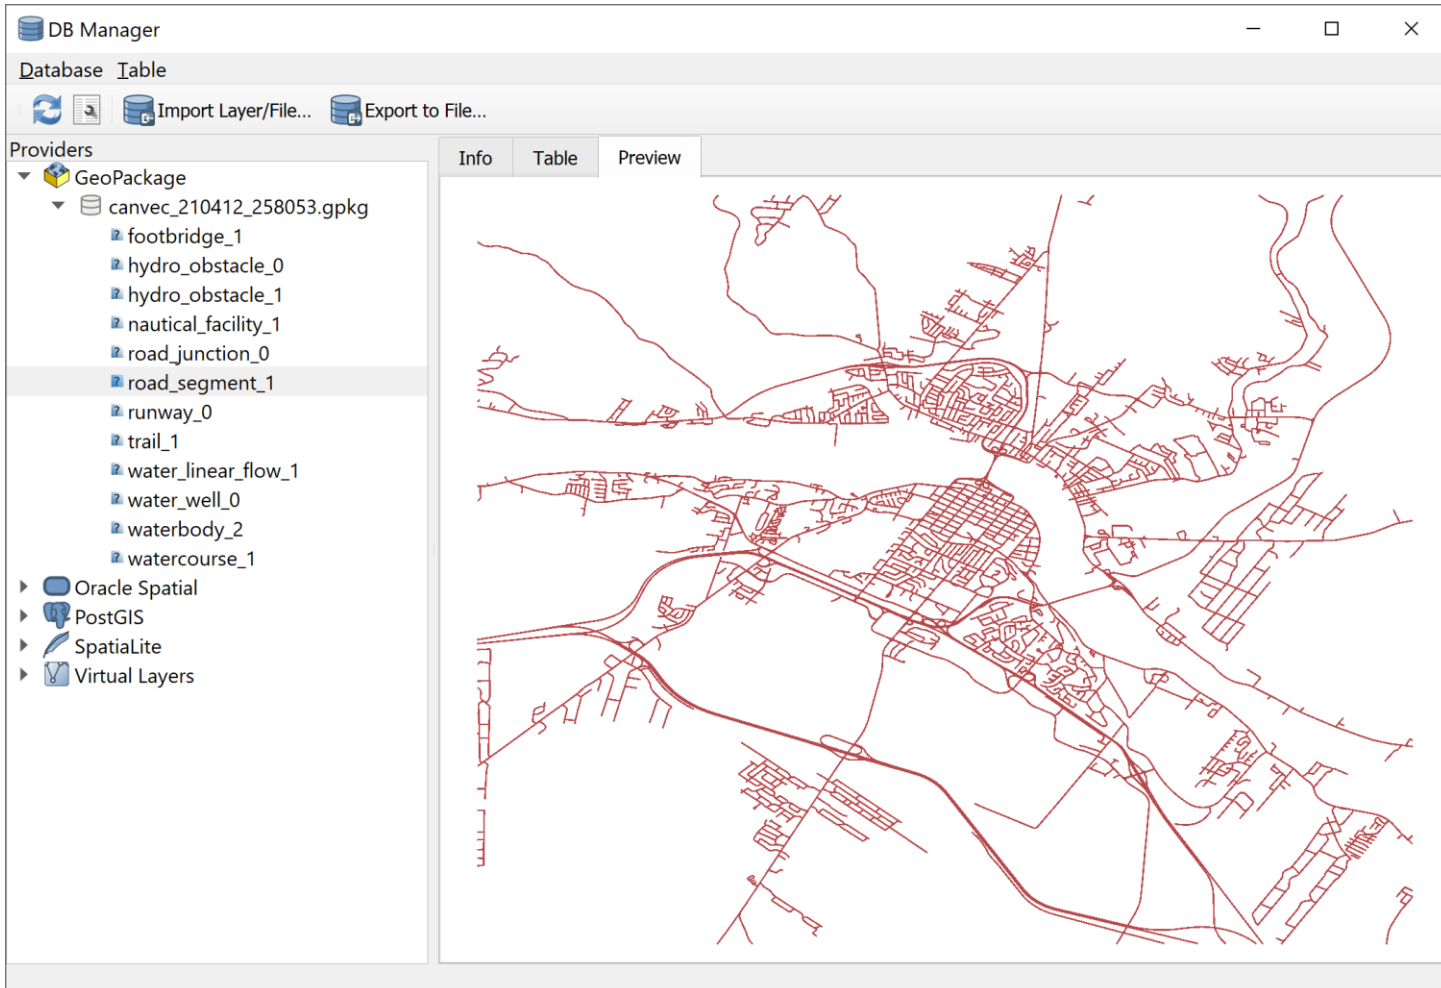 DB Manager
Database Table
Import Layer/File... Export to File...
Providers
Info Table Preview
GeoPackage
canvec_210412_258053.gpkg
footbridge_1
hydro_obstacle_0
hydro_obstacle_1
nautical_facility_1
road_junction_0
road_segment_1
runway_0
trail_1
water_linear_flow_1
water_well_0
waterbody_2
watercourse_1
Oracle Spatial
PostGIS
SpatiaLite
Virtual Layers